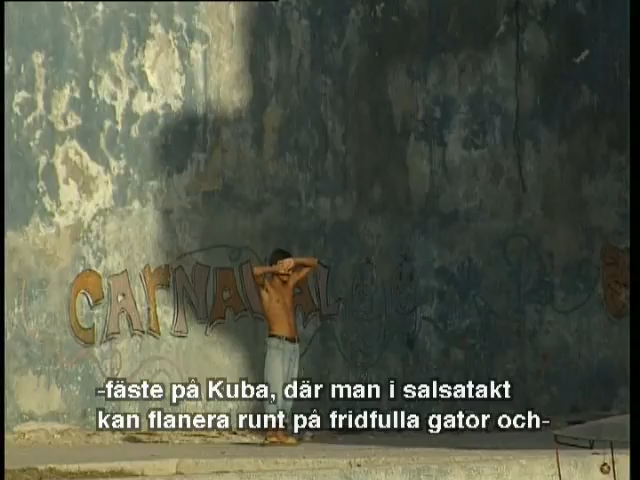 CARNAVAL
-fäste på Kuba, där man i salsatakt
kan flanera runt på fridfulla gator och-